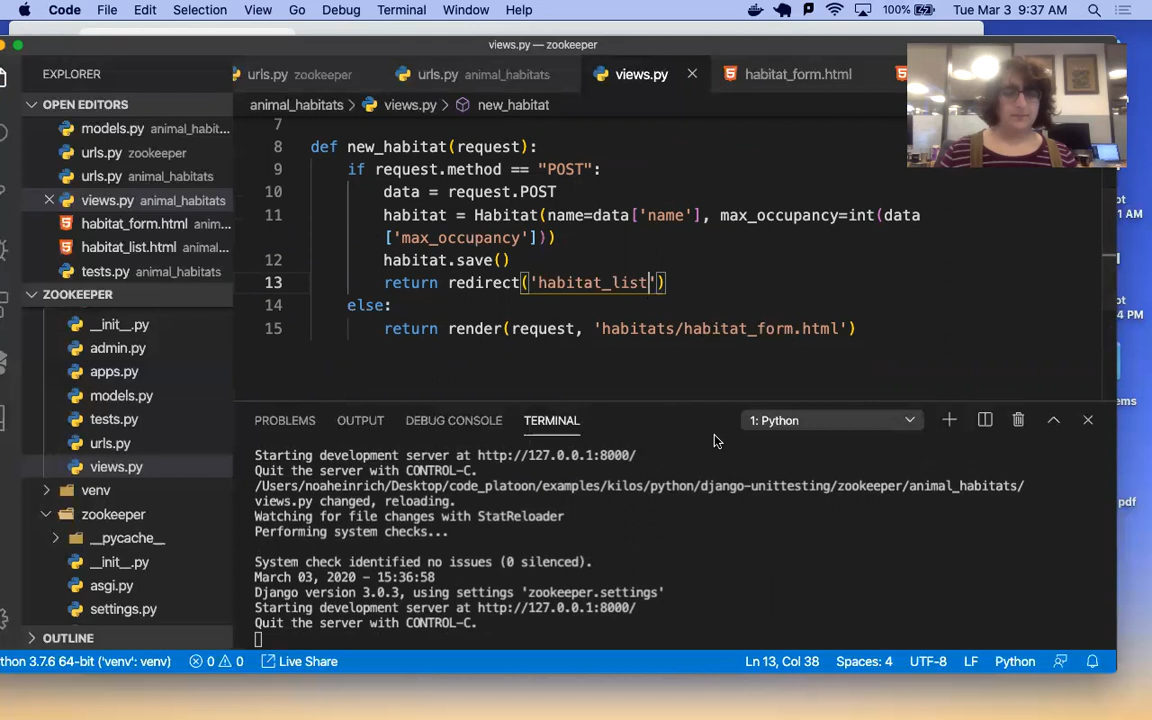 Code File Edit Selection View Go Debug Terminal Window Help 100% Tue Mar 3 9:37 AM
views.py — zookeeper
EXPLORER
urls.py zookeeper urls.py animal_habitats views.py habitat_form.html
OPEN EDITORS
animal_habitats > views.py > new_habitat
models.py animal_habit...
urls.py zookeeper
urls.py animal_habitats
views.py animal_habitats
habitat_form.html anim...
habitat_list.html animal...
tests.py animal_habitats
ZOOKEEPER
__init__.py
admin.py
apps.py
models.py
tests.py
urls.py
views.py
venv
zookeeper
__pycache__
__init__.py
asgi.py
settings.py
OUTLINE
7
8 def new_habitat(request):
9 if request.method == "POST":
10 data = request.POST
11 habitat = Habitat(name=data['name'], max_occupancy=int(data
['max_occupancy']))
12 habitat.save()
13 return redirect('habitat_list')
14 else:
15 return render(request, 'habitats/habitat_form.html')
PROBLEMS OUTPUT DEBUG CONSOLE TERMINAL 1: Python
Starting development server at http://127.0.0.1:8000/
Quit the server with CONTROL-C.
/Users/noaheinrich/Desktop/code_platoon/examples/kilos/python/django-unittesting/zookeeper/animal_habitats/
views.py changed, reloading.
Watching for file changes with StatReloader
Performing system checks...
System check identified no issues (0 silenced).
March 03, 2020 - 15:36:58
Django version 3.0.3, using settings 'zookeeper.settings'
Starting development server at http://127.0.0.1:8000/
Quit the server with CONTROL-C.
thon 3.7.6 64-bit ('venv': venv) 0 0 Live Share Ln 13, Col 38 Spaces: 4 UTF-8 LF Python
ot
1 AM
ot
4 PM
ems
pdf